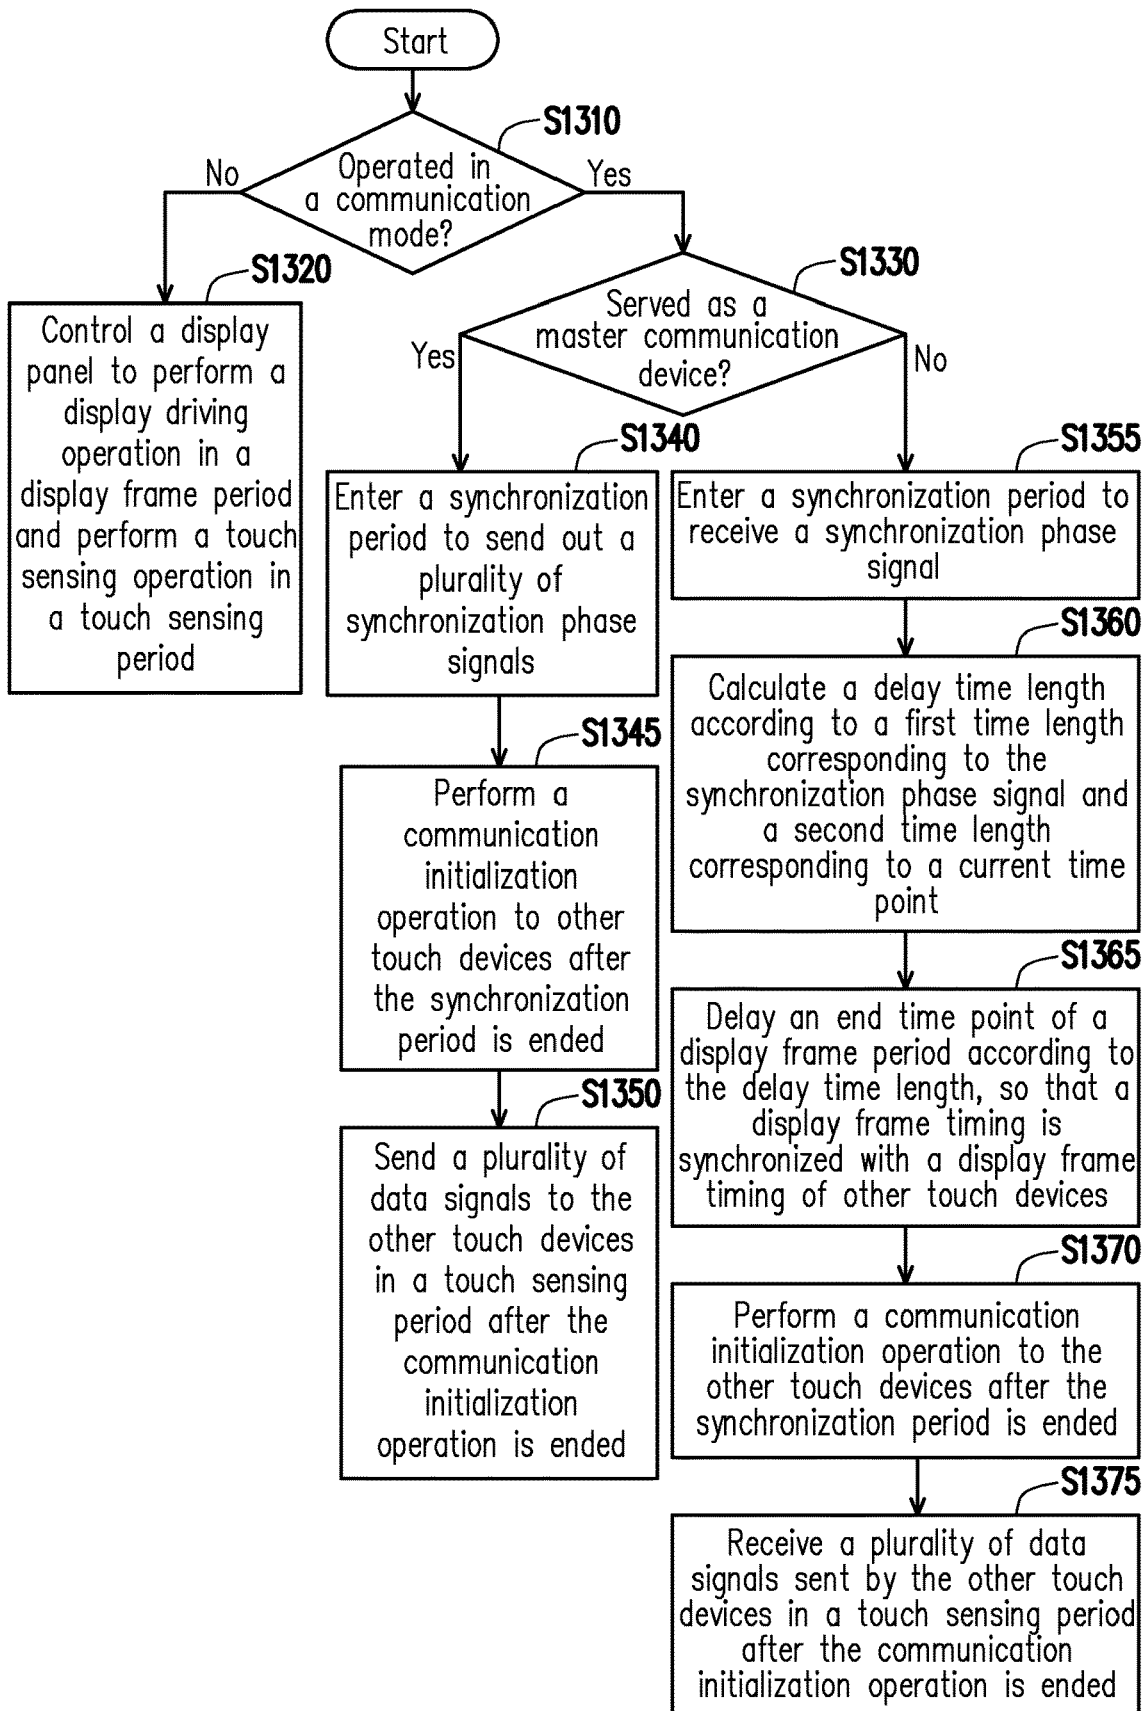 Start
S1310
Operated in
a communication
mode?
No
Yes
S1320
Control a display
panel to perform a
display driving
operation in a
display frame period
and perform a touch
sensing operation in
a touch sensing
period
S1330
Served as a
master communication
device?
Yes
No
S1340
Enter a synchronization
period to send out a
plurality of
synchronization phase
signals
S1345
Perform a
communication
initialization
operation to other
touch devices after
the synchronization
period is ended
S1350
Send a plurality of
data signals to the
other touch devices
in a touch sensing
period after the
communication
initialization
operation is ended
S1355
Enter a synchronization period to
receive a synchronization phase
signal
S1360
Calculate a delay time length
according to a first time length
corresponding to the
synchronization phase signal and
a second time length
corresponding to a current time
point
S1365
Delay an end time point of a
display frame period according to
the delay time length, so that a
display frame timing is
synchronized with a display frame
timing of other touch devices
S1370
Perform a communication
initialization operation to the
other touch devices after the
synchronization period is ended
S1375
Receive a plurality of data
signals sent by the other touch
devices in a touch sensing period
after the communication
initialization operation is ended